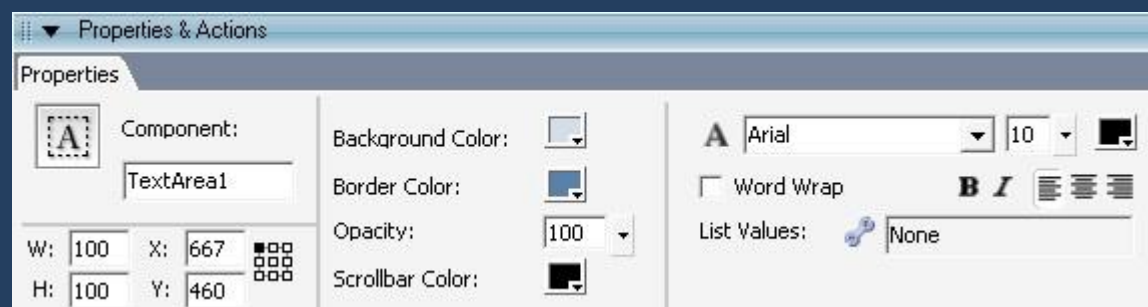 Properties & Actions
Properties
A
Component:
TextArea1
W: 100 X: 667
H: 100 Y: 460
Background Color:
Border Color:
Opacity: 100
Scrollbar Color:
A Arial 10
Word Wrap B I
List Values: None